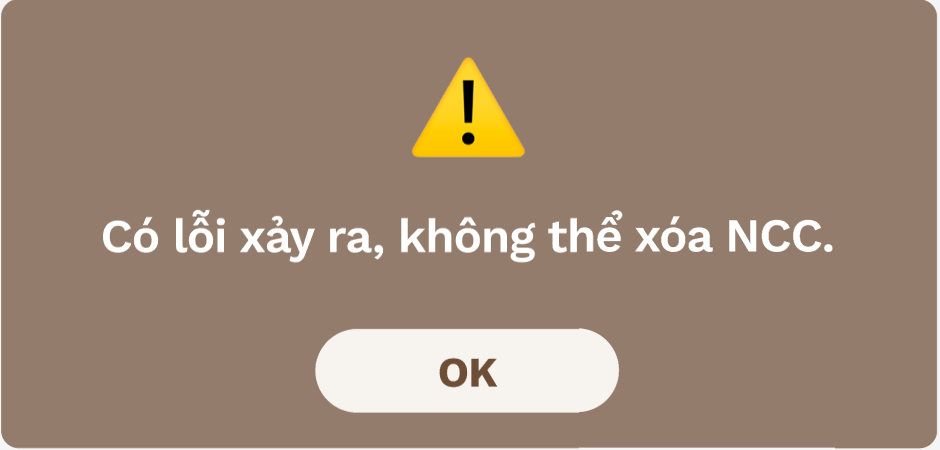 Có lỗi xảy ra, không thể xóa NCC.
OK